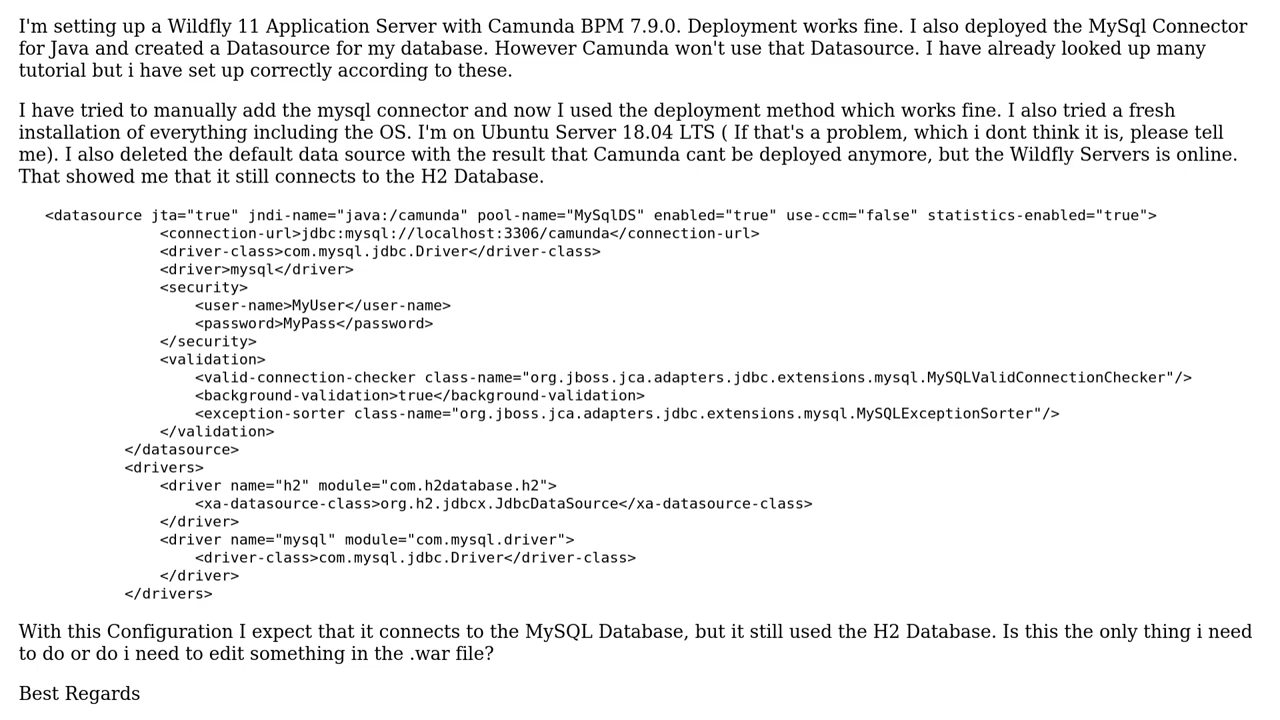 I'm setting up a Wildfly 11 Application Server with Camunda BPM 7.9.0. Deployment works fine. I also deployed the MySql Connector
for Java and created a Datasource for my database. However Camunda won't use that Datasource. I have already looked up many
tutorial but i have set up correctly according to these.
I have tried to manually add the mysql connector and now I used the deployment method which works fine. I also tried a fresh
installation of everything including the OS. I'm on Ubuntu Server 18.04 LTS ( If that's a problem, which i dont think it is, please tell
me). I also deleted the default data source with the result that Camunda cant be deployed anymore, but the Wildfly Servers is online.
That showed me that it still connects to the H2 Database.
<datasource jta="true" jndi-name="java:/camunda" pool-name="MySqlDS" enabled="true" use-ccm="false" statistics-enabled="true">
<connection-url>jdbc:mysql://localhost:3306/camunda</connection-url>
<driver-class>com.mysql.jdbc.Driver</driver-class>
<driver>mysql</driver>
<security>
<user-name>MyUser</user-name>
<password>MyPass</password>
</security>
<validation>
<valid-connection-checker class-name="org.jboss.jca.adapters.jdbc.extensions.mysql.MySQLValidConnectionChecker"/>
<background-validation>true</background-validation>
<exception-sorter class-name="org.jboss.jca.adapters.jdbc.extensions.mysql.MySQLExceptionSorter"/>
</validation>
</datasource>
<drivers>
<driver name="h2" module="com.h2database.h2">
<xa-datasource-class>org.h2.jdbcx.JdbcDataSource</xa-datasource-class>
</driver>
<driver name="mysql" module="com.mysql.driver">
<driver-class>com.mysql.jdbc.Driver</driver-class>
</driver>
</drivers>
With this Configuration I expect that it connects to the MySQL Database, but it still used the H2 Database. Is this the only thing i need
to do or do i need to edit something in the .war file?
Best Regards